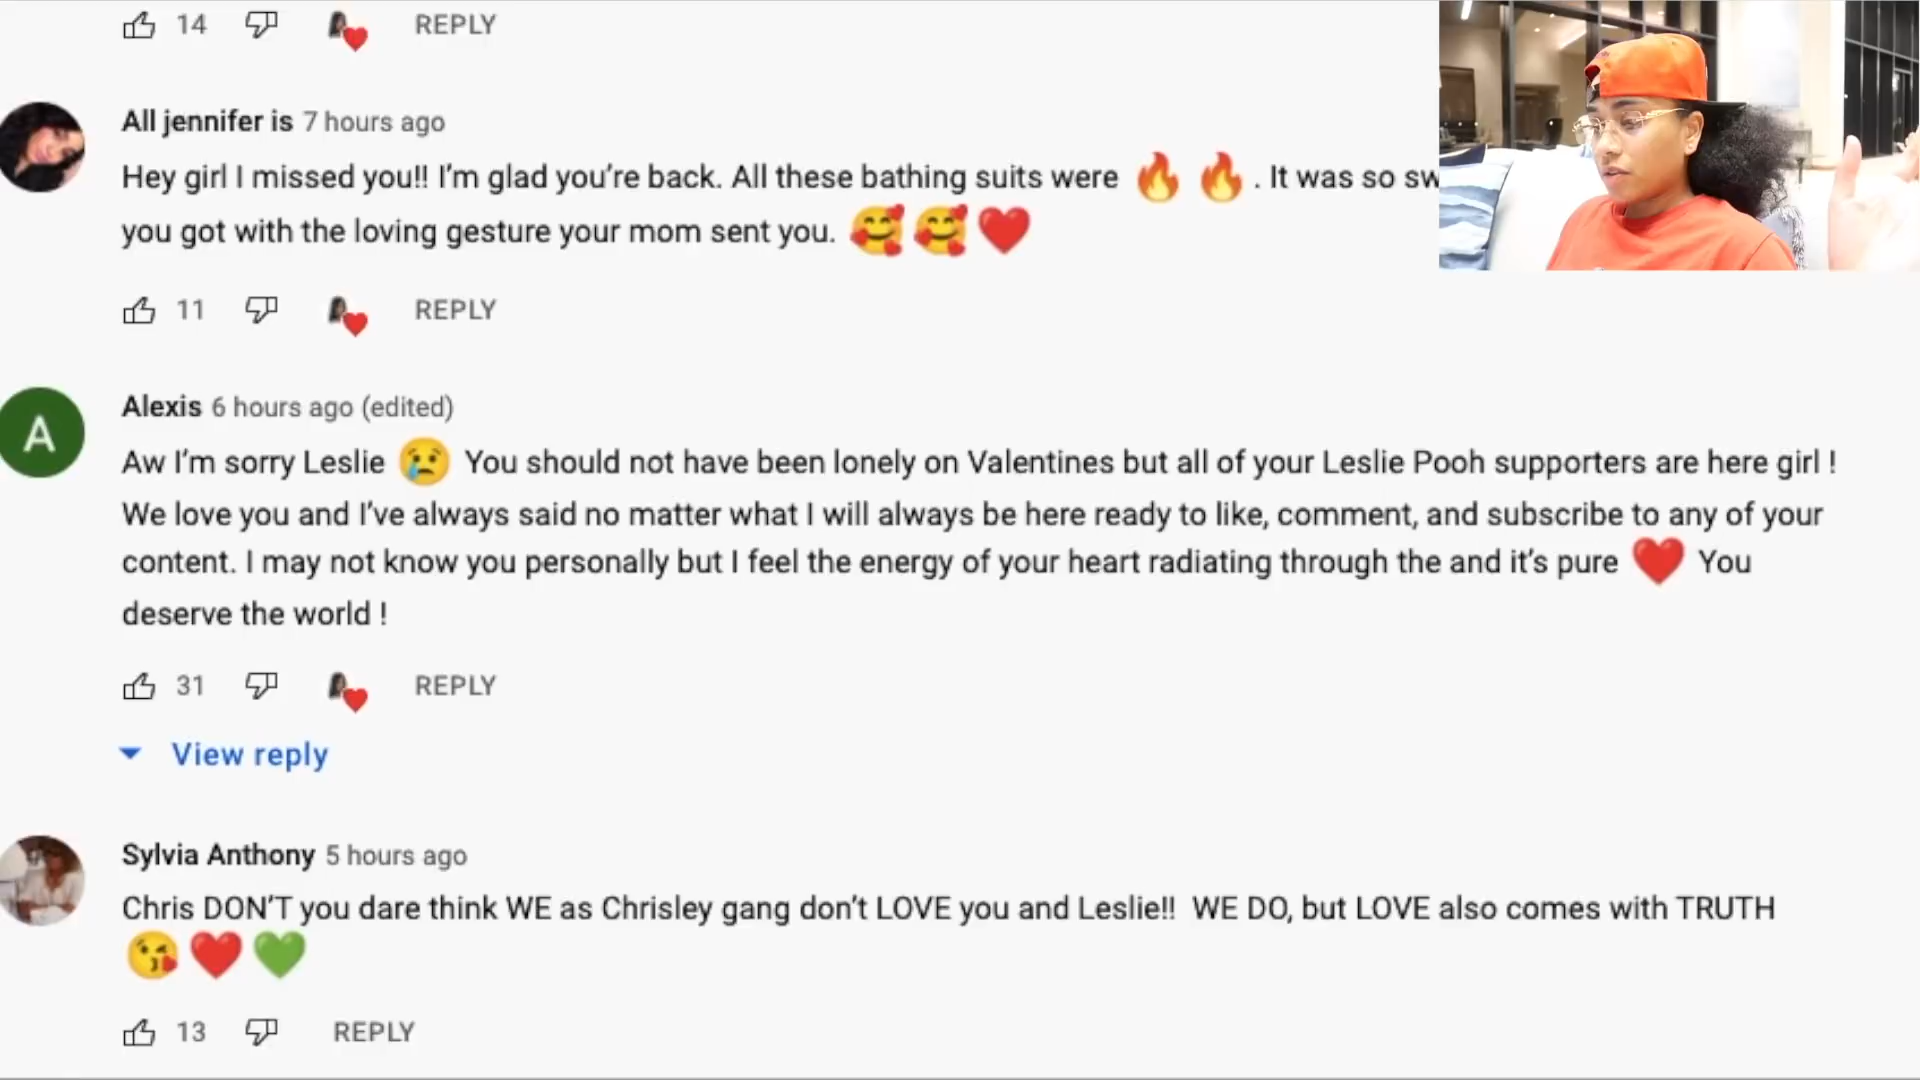 14 REPLY
All jennifer is 7 hours ago
Hey girl I missed you!! I'm glad you're back. All these bathing suits were 🔥 🔥 . It was so
you got with the loving gesture your mom sent you. 🥰 🥰 ❤️
11 REPLY
A
Alexis 6 hours ago (edited)
Aw I'm sorry Leslie 😢 You should not have been lonely on Valentines but all of your Leslie Pooh supporters are here girl !
We love you and I've always said no matter what I will always be here ready to like, comment, and subscribe to any of your
content. I may not know you personally but I feel the energy of your heart radiating through the and it's pure ❤️ You
deserve the world !
31 REPLY
View reply
Sylvia Anthony 5 hours ago
Chris DON'T you dare think WE as Chrisley gang don't LOVE you and Leslie!! WE DO, but LOVE also comes with TRUTH
😘 ❤️ 💚
13 REPLY